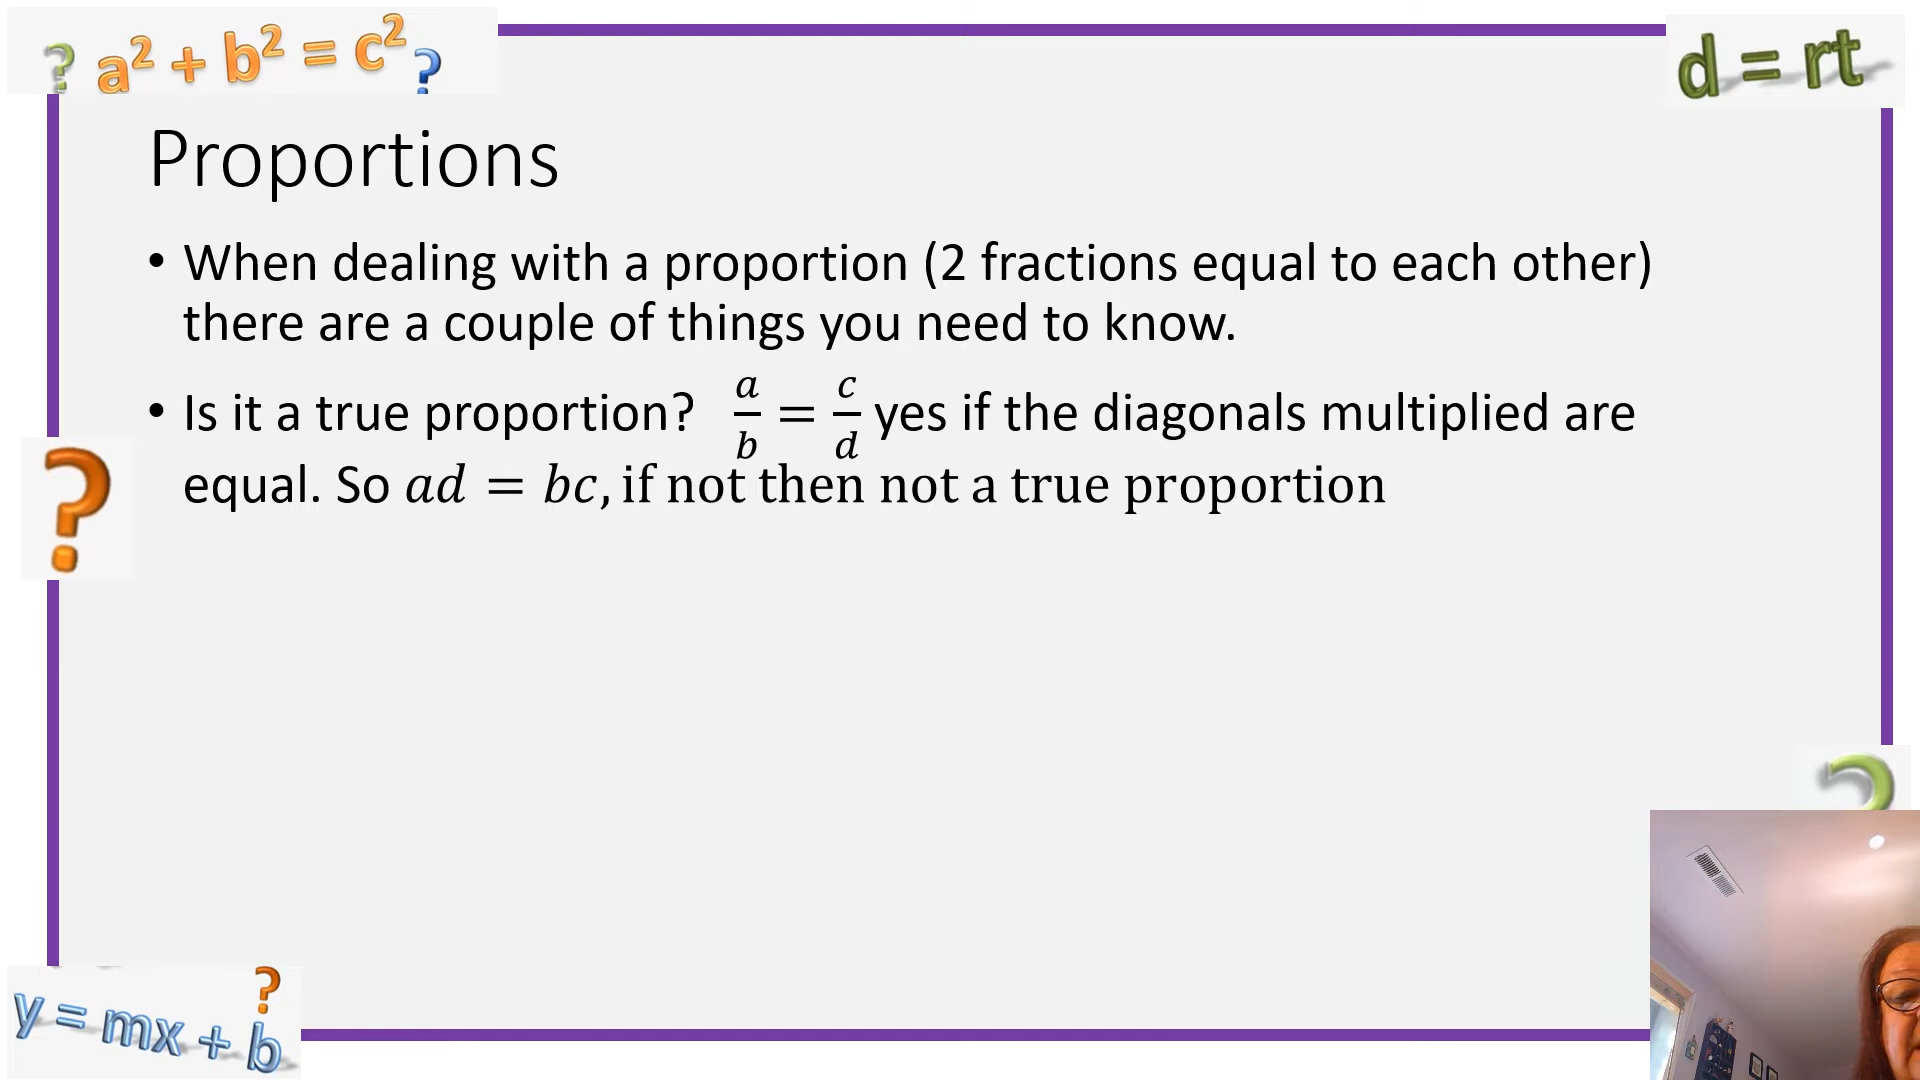 ? a² + b² = c² ?
d = rt
Proportions
• When dealing with a proportion (2 fractions equal to each other)
there are a couple of things you need to know.
• Is it a true proportion? a/b = c/d yes if the diagonals multiplied are
equal. So ad = bc, if not then not a true proportion
?
?
?
y = mx + b